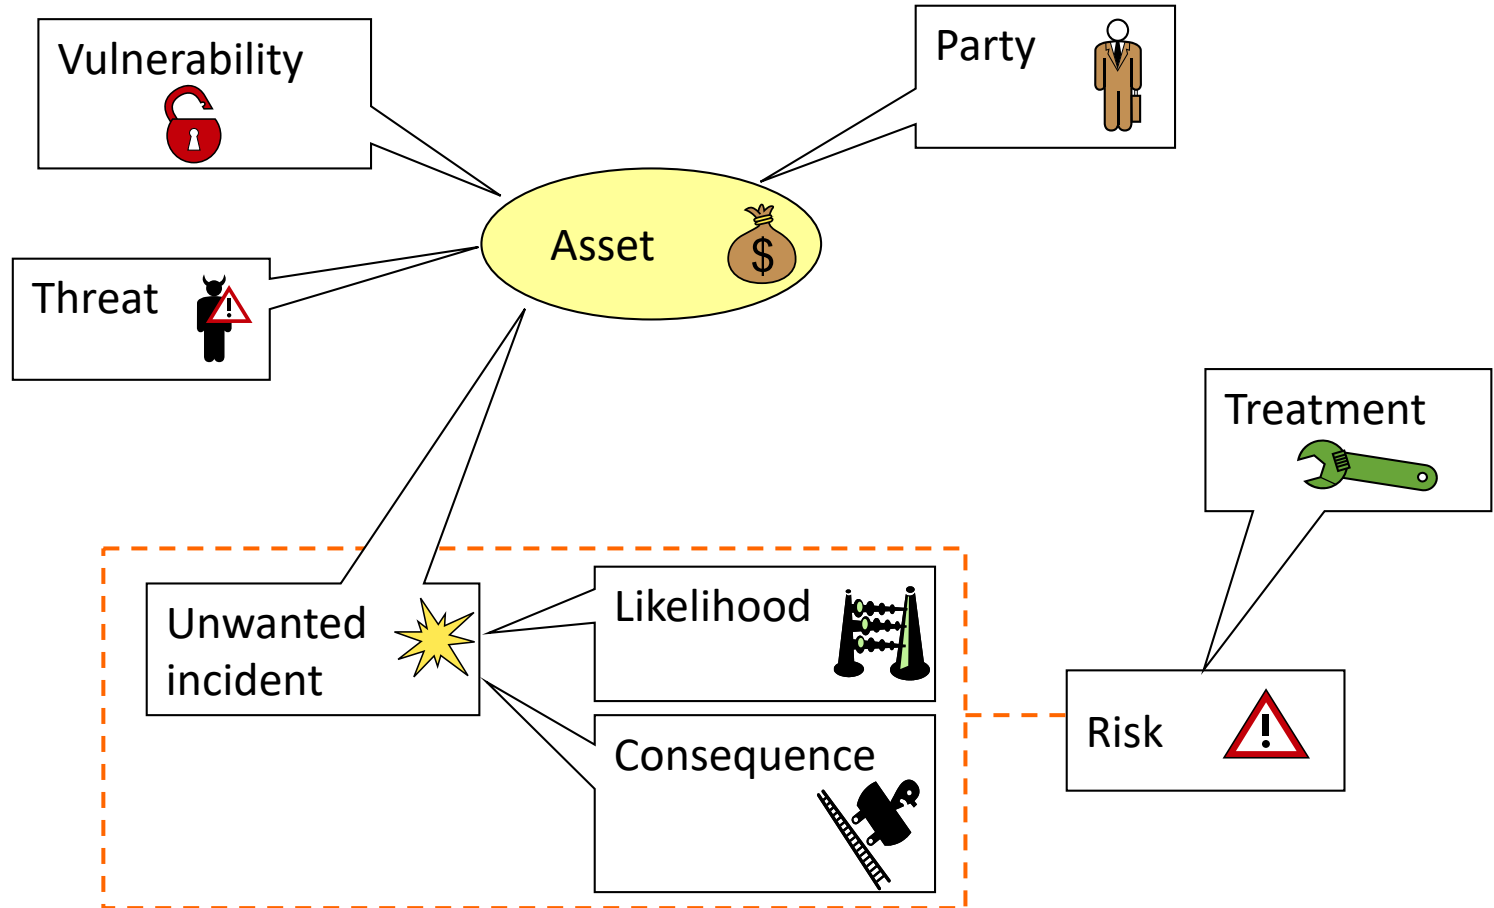 Vulnerability
Party
Asset
$
Threat
!
Treatment
Unwanted
incident
Likelihood
Consequence
Risk
!